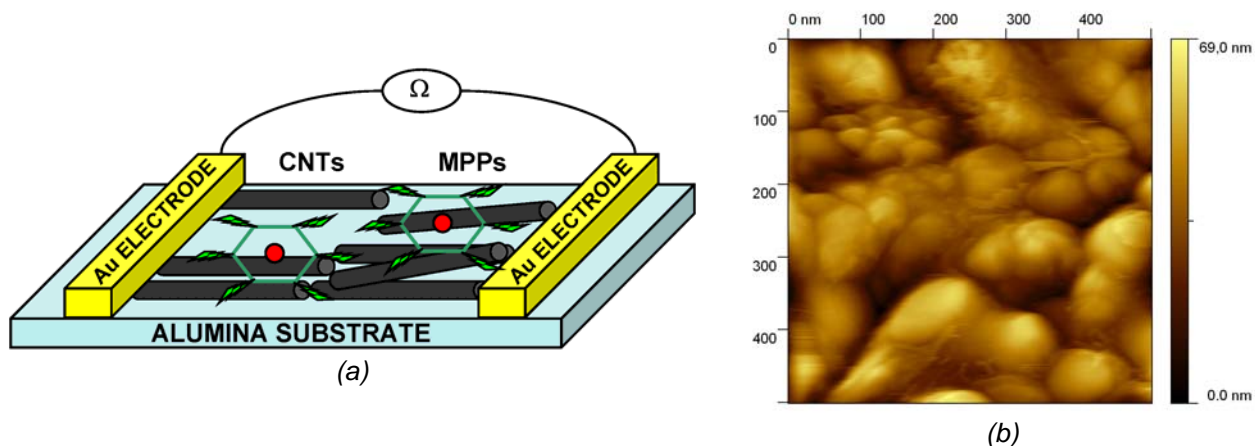 Ω
CNTs
MPPs
Au ELECTRODE
Au ELECTRODE
ALUMINA SUBSTRATE
(a)
0 nm 100 200 300 400
0
100
200
300
400
69,0 nm
0.0 nm
(b)